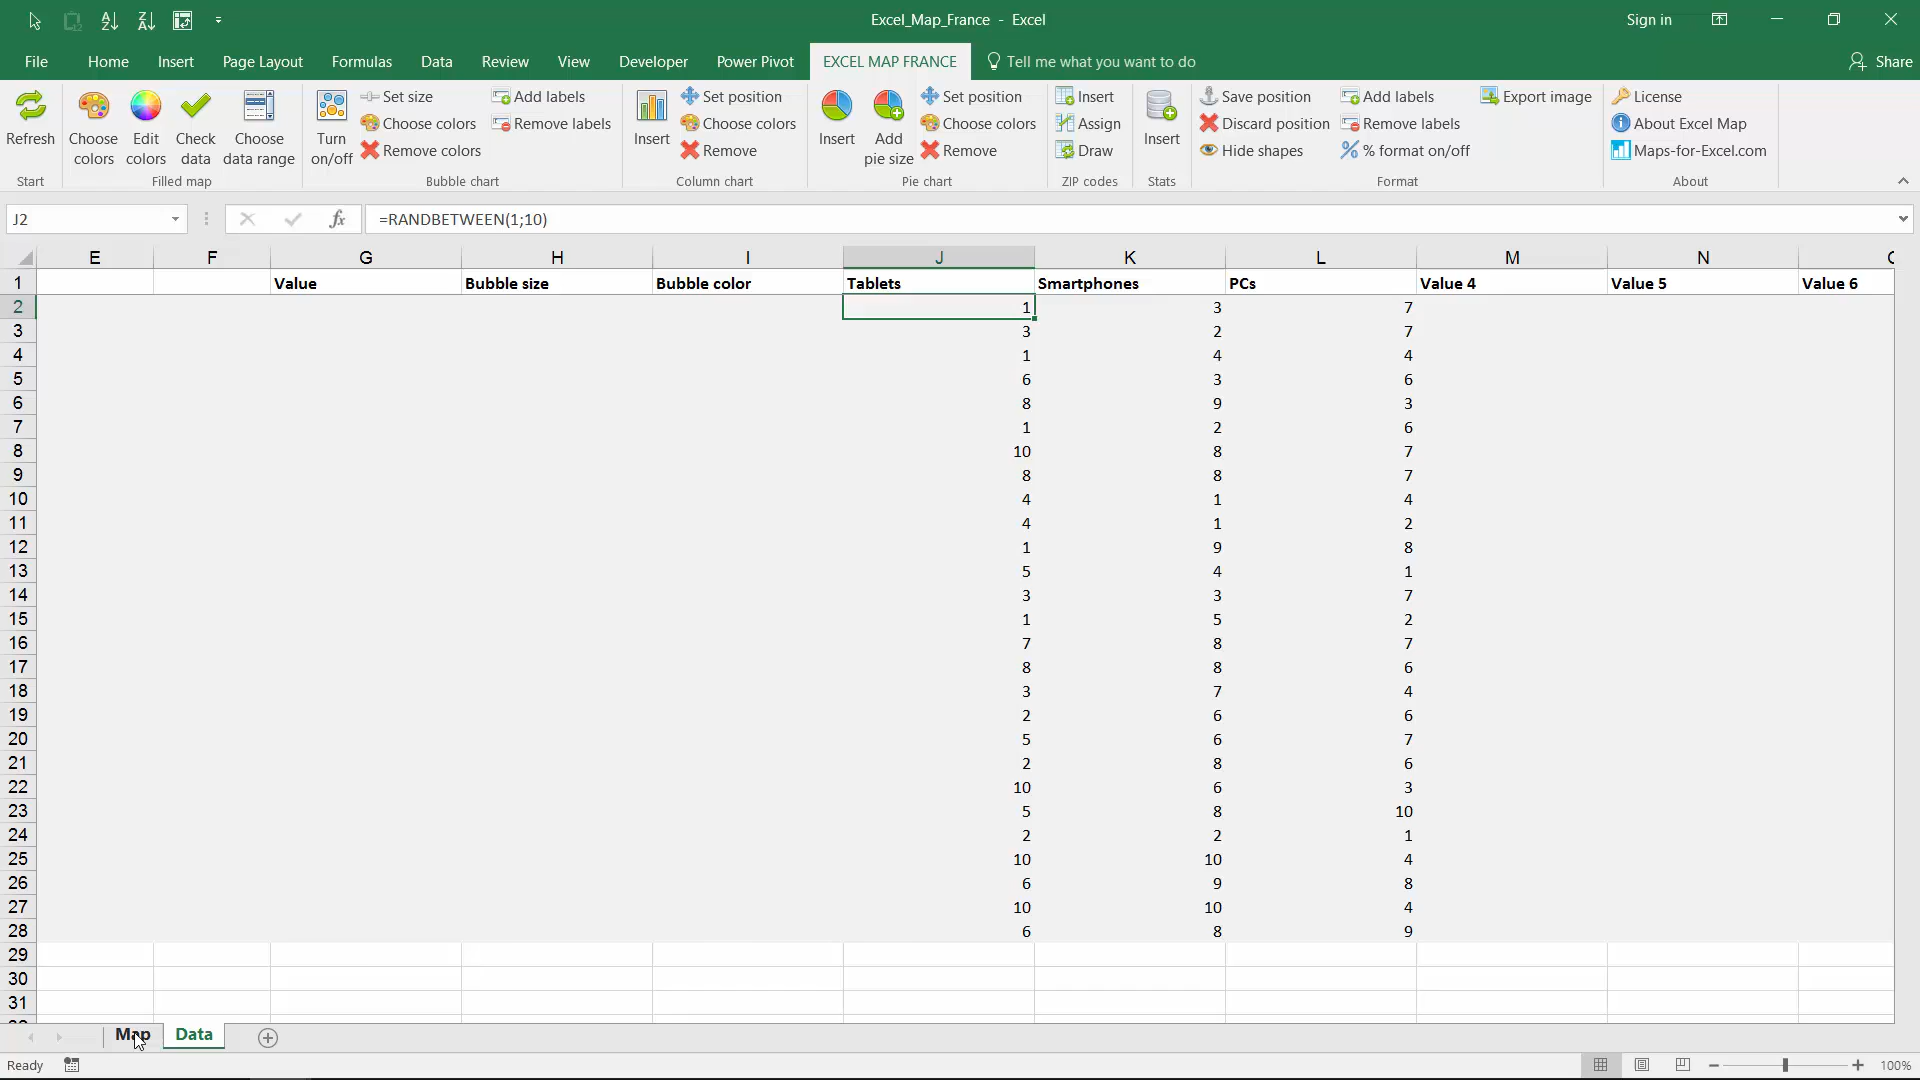 Excel_Map_France - Excel
Sign in
File Home Insert Page Layout Formulas Data Review View Developer Power Pivot EXCEL MAP FRANCE Tell me what you want to do Share
Refresh
Start
Choose colors
Edit colors
Check data
Choose data range
Filled map
Turn on/off
Set size
Choose colors
Remove colors
Add labels
Remove labels
Bubble chart
Insert
Set position
Choose colors
Remove
Column chart
Insert
Add pie size
Set position
Choose colors
Remove
Pie chart
Insert
Assign
Draw
ZIP codes
Insert
Stats
Save position
Discard position
Hide shapes
Add labels
Remove labels
% format on/off
Export image
Format
License
About Excel Map
Maps-for-Excel.com
About
J2 fx =RANDBETWEEN(1;10)
E F G H I J K L M N
1 Value Bubble size Bubble color Tablets Smartphones PCs Value 4 Value 5 Value 6
2 1 3 7
3 3 2 7
4 1 4 4
5 6 3 6
6 8 9 3
7 1 2 6
8 10 8 7
9 8 8 7
10 4 1 4
11 4 1 2
12 1 9 8
13 5 4 1
14 3 3 7
15 1 5 2
16 7 8 7
17 8 8 6
18 3 7 4
19 2 6 6
20 5 6 7
21 2 8 6
22 10 6 3
23 5 8 10
24 2 2 1
25 10 10 4
26 6 9 8
27 10 10 4
28 6 8 9
29
30
31
Map Data
Ready 100%